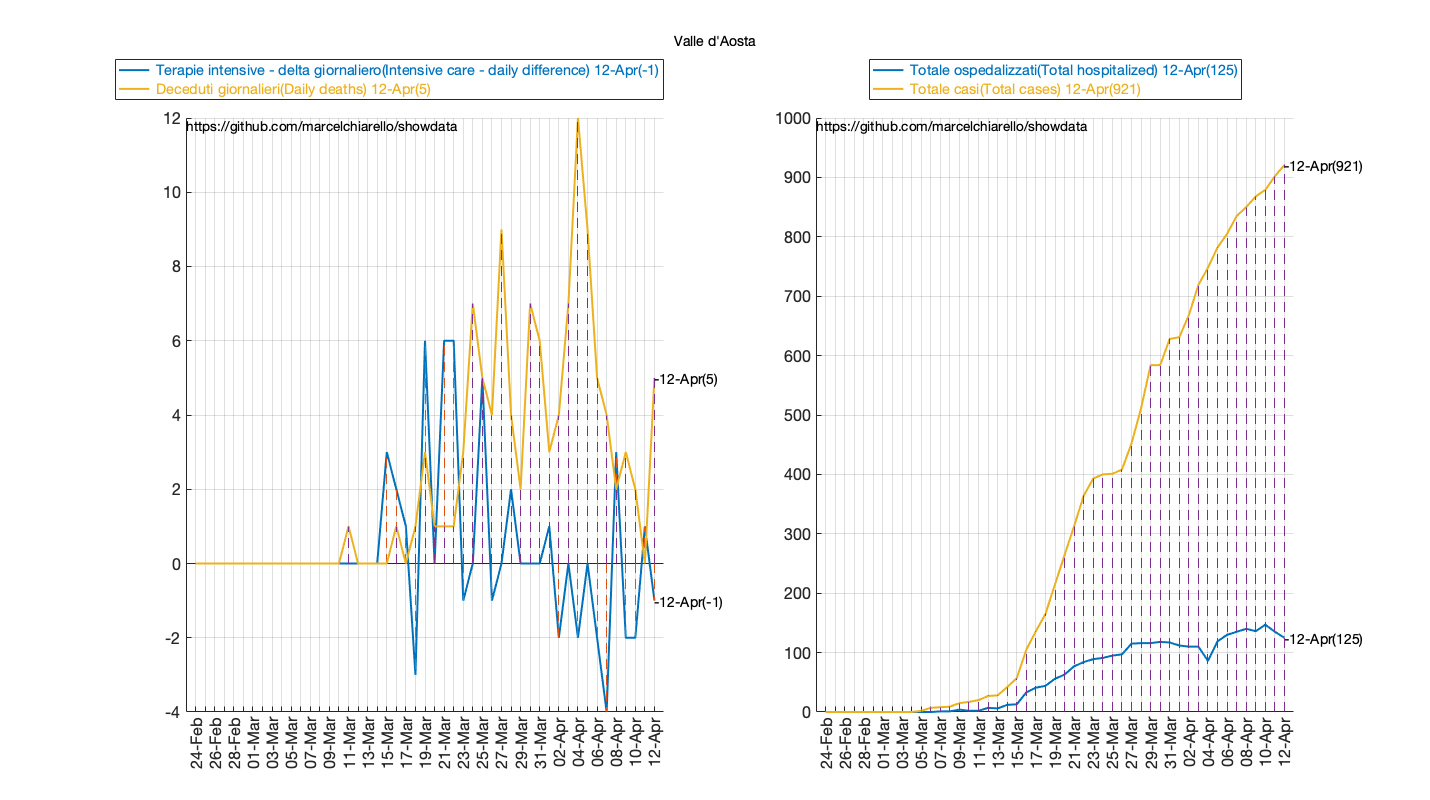 Valle d'Aosta
Terapie intensive - delta giornaliero(Intensive care - daily difference) 12-Apr(-1)
Deceduti giornalieri(Daily deaths) 12-Apr(5)
https://github.com/marcelchiarello/showdata
12
10
8
6
4
2
0
-2
-4
12-Apr(5)
-12-Apr(-1)
24-Feb
26-Feb
28-Feb
01-Mar
03-Mar
05-Mar
07-Mar
09-Mar
11-Mar
13-Mar
15-Mar
17-Mar
19-Mar
21-Mar
23-Mar
25-Mar
27-Mar
29-Mar
31-Mar
02-Apr
04-Apr
06-Apr
08-Apr
10-Apr
12-Apr
Totale ospedalizzati(Total hospitalized) 12-Apr(125)
Totale casi(Total cases) 12-Apr(921)
https://github.com/marcelchiarello/showdata
1000
900
800
700
600
500
400
300
200
100
0
-12-Apr(921)
-12-Apr(125)
24-Feb
26-Feb
28-Feb
01-Mar
03-Mar
05-Mar
07-Mar
09-Mar
11-Mar
13-Mar
15-Mar
17-Mar
19-Mar
21-Mar
23-Mar
25-Mar
27-Mar
29-Mar
31-Mar
02-Apr
04-Apr
06-Apr
08-Apr
10-Apr
12-Apr